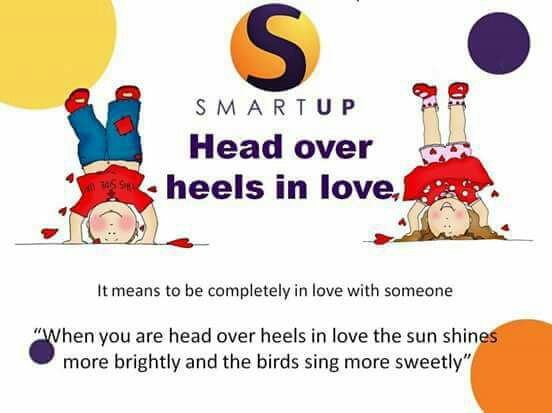 S
SMARTUP
Head over
heels in love
It means to be completely in love with someone
“When you are head over heels in love the sun shines
more brightly and the birds sing more sweetly”